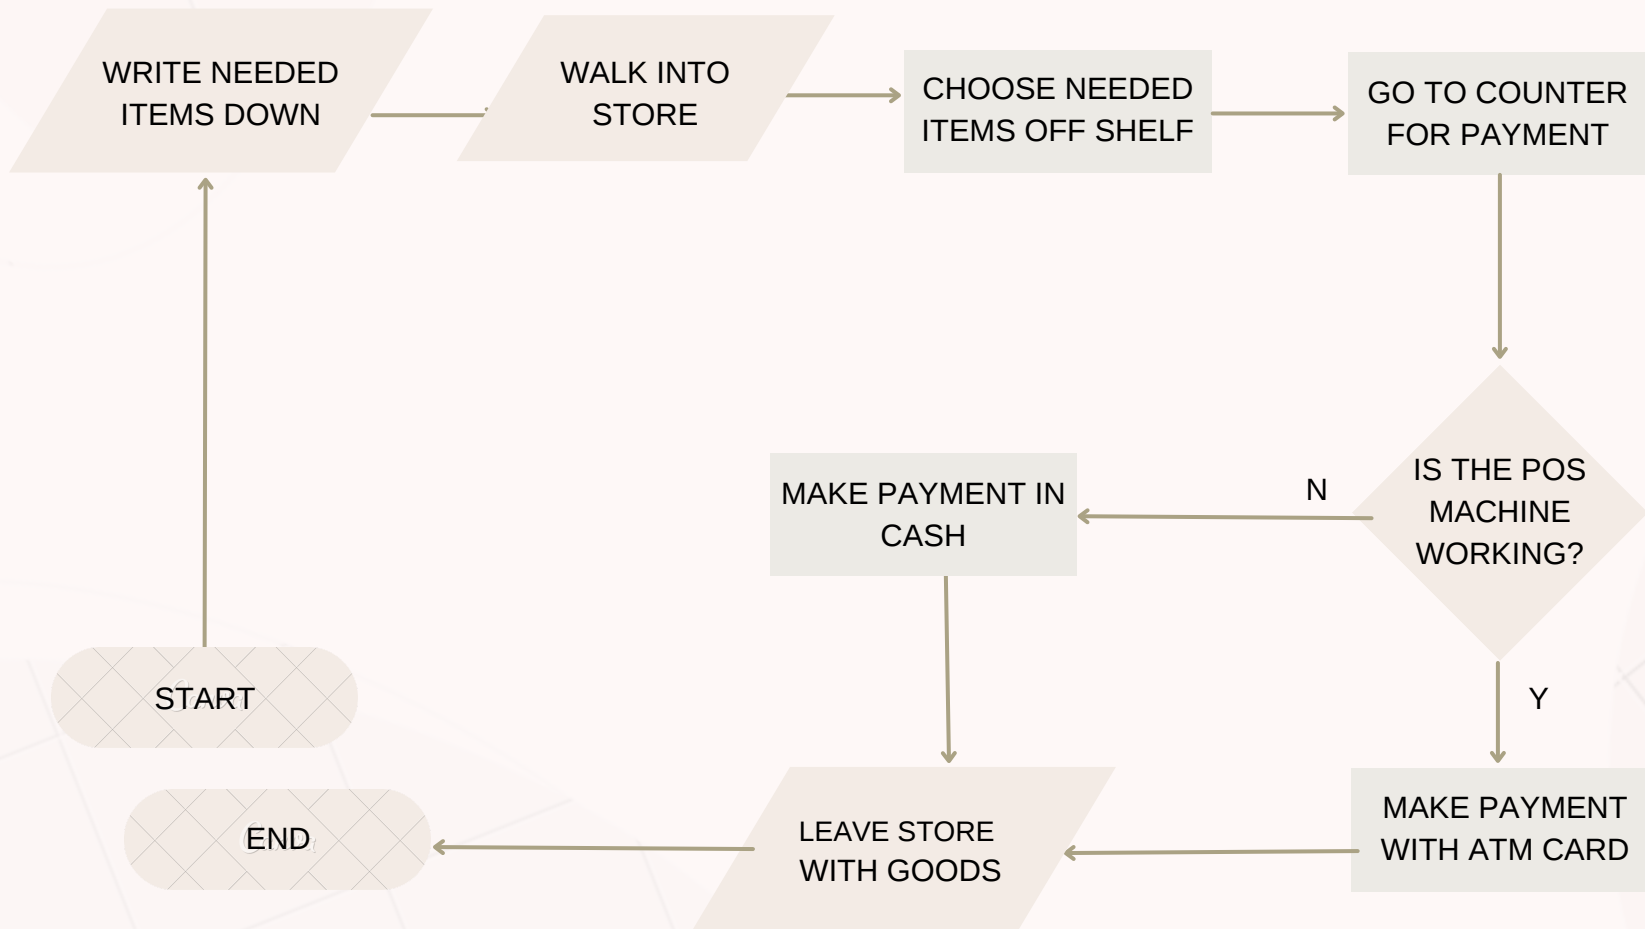 WRITE NEEDED
ITEMS DOWN
WALK INTO
STORE
CHOOSE NEEDED
ITEMS OFF SHELF
GO TO COUNTER
FOR PAYMENT
IS THE POS
MACHINE
WORKING?
N
MAKE PAYMENT IN
CASH
Y
MAKE PAYMENT
WITH ATM CARD
LEAVE STORE
WITH GOODS
START
END